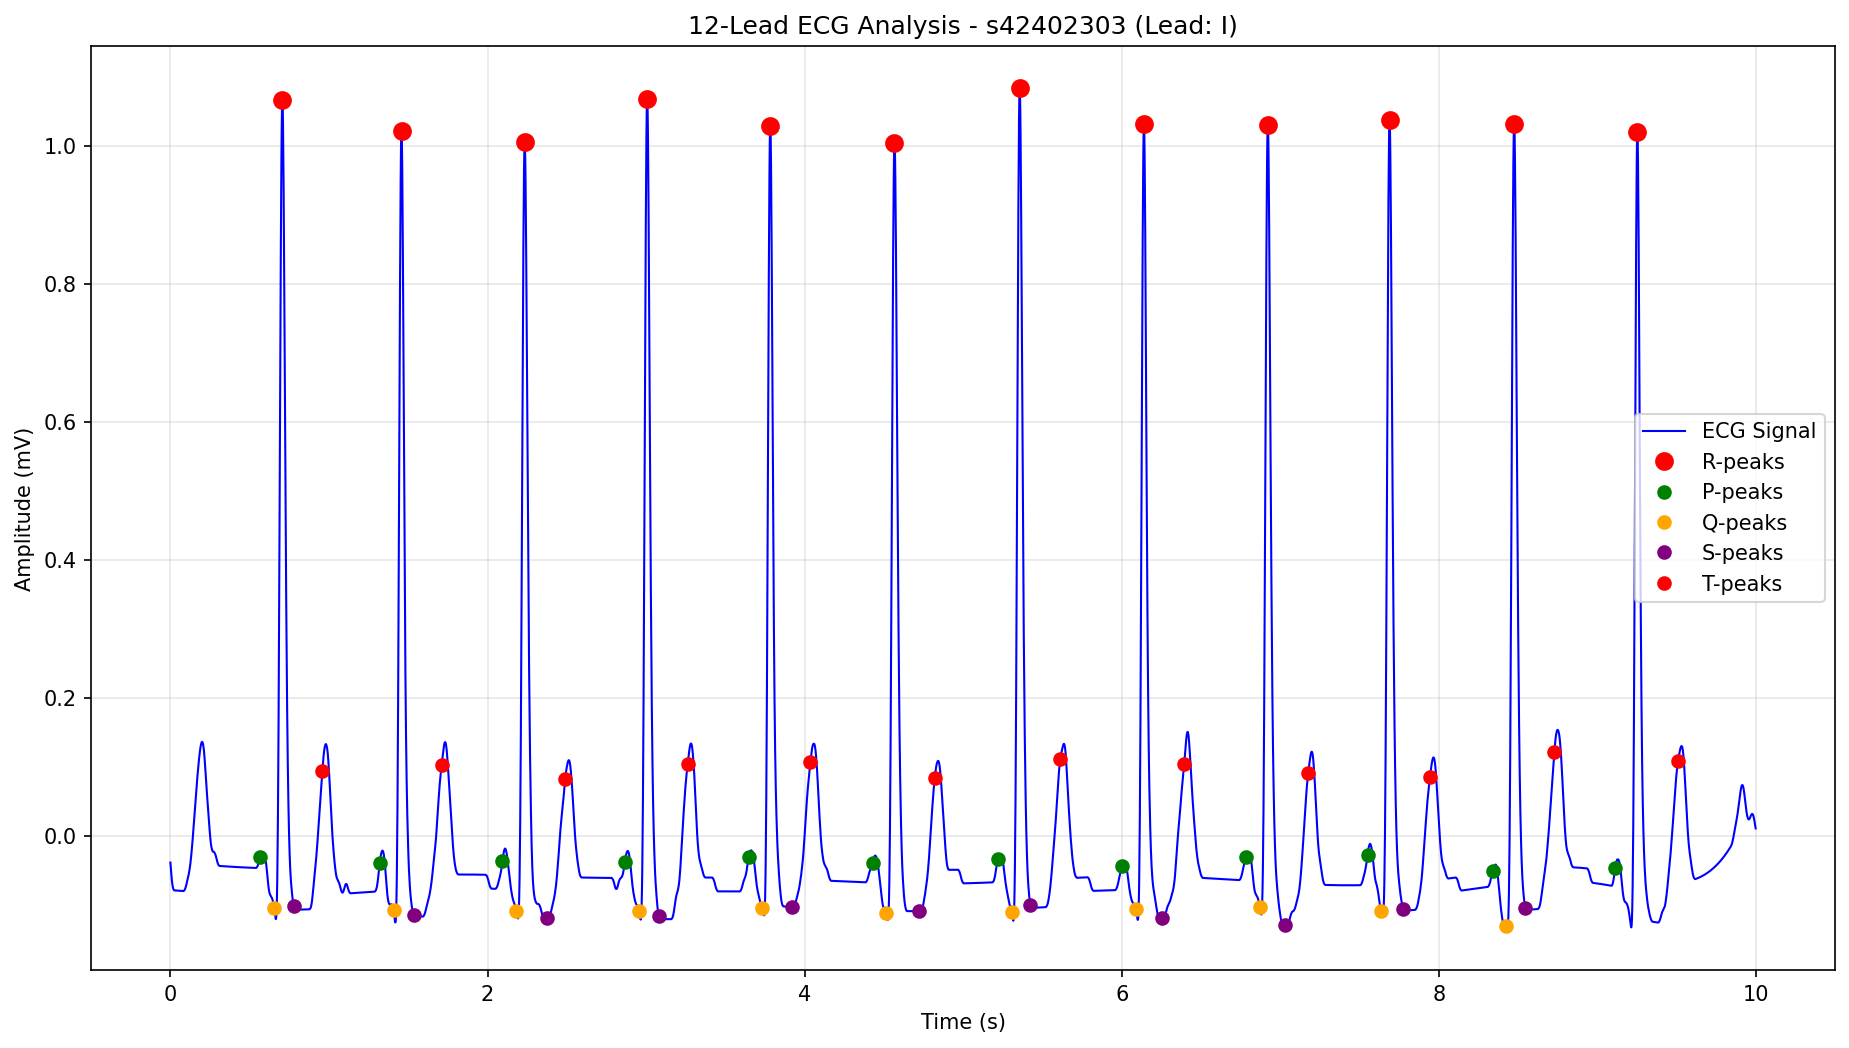 12-Lead ECG Analysis - s42402303 (Lead: I)
Amplitude (mV)
1.0
0.8
0.6
0.4
0.2
0.0
ECG Signal
R-peaks
P-peaks
Q-peaks
S-peaks
T-peaks
0 2 4 6 8 10
Time (s)